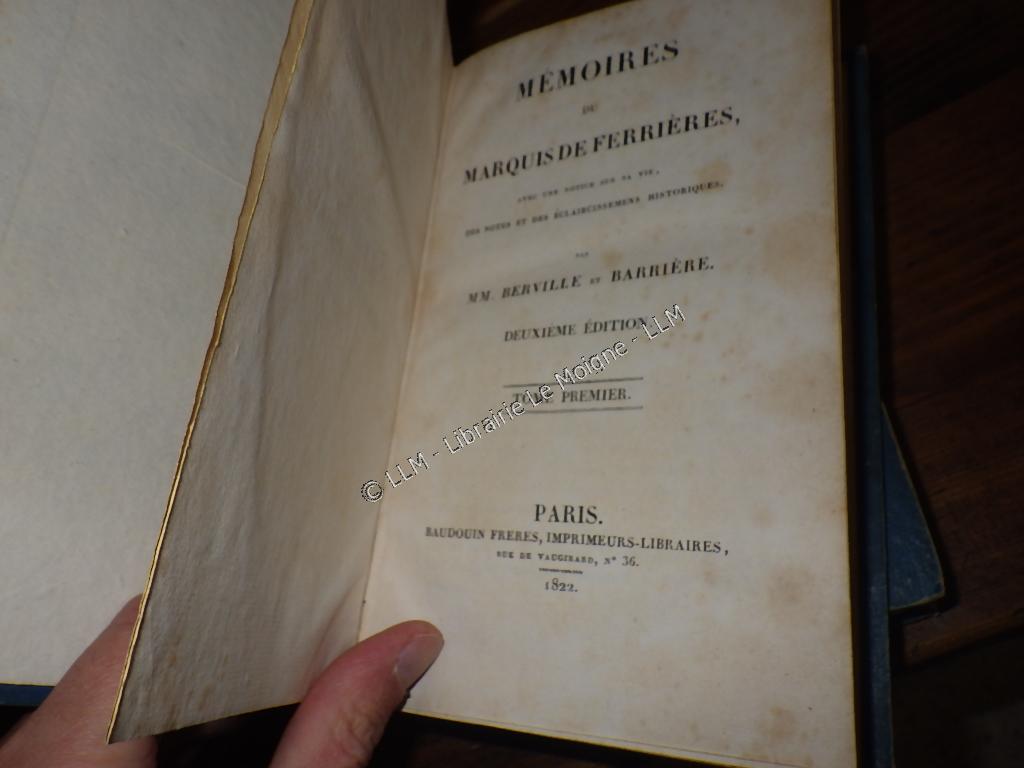 MÉMOIRES
DU
MARQUIS DE FERRIÈRES,
AVEC UNE NOTICE SUR SA VIE,
DES NOTES ET DES ÉCLAIRCISSEMENS HISTORIQUES,
PAR
MM. BERVILLE ET BARRIÈRE.
DEUXIÈME ÉDITION
TOME PREMIER.
© LLM - Librairie Le Moigne - LLM
PARIS.
BAUDOUIN FRERES, IMPRIMEURS-LIBRAIRES,
RUE DE VAUGIRARD, N° 36.
1822.